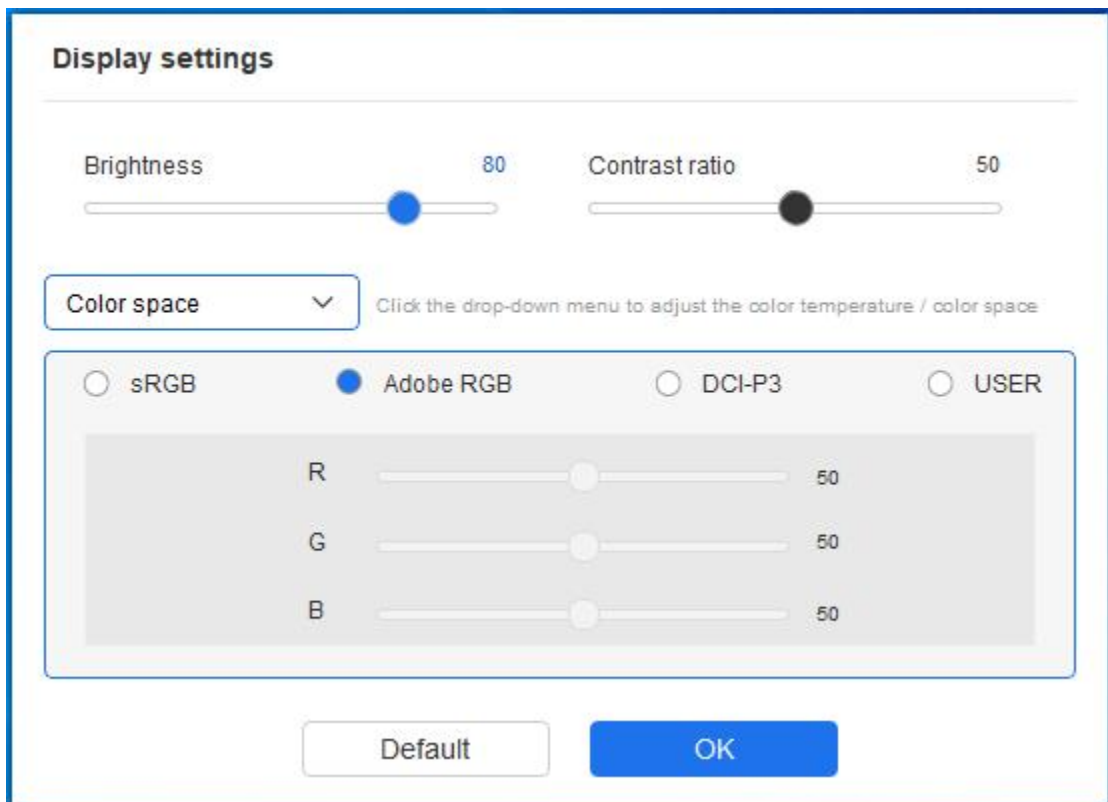 Display settings
Brightness 80 Contrast ratio 50
Color space Click the drop-down menu to adjust the color temperature / color space
sRGB Adobe RGB DCI-P3 USER
R 50
G 50
B 50
Default OK